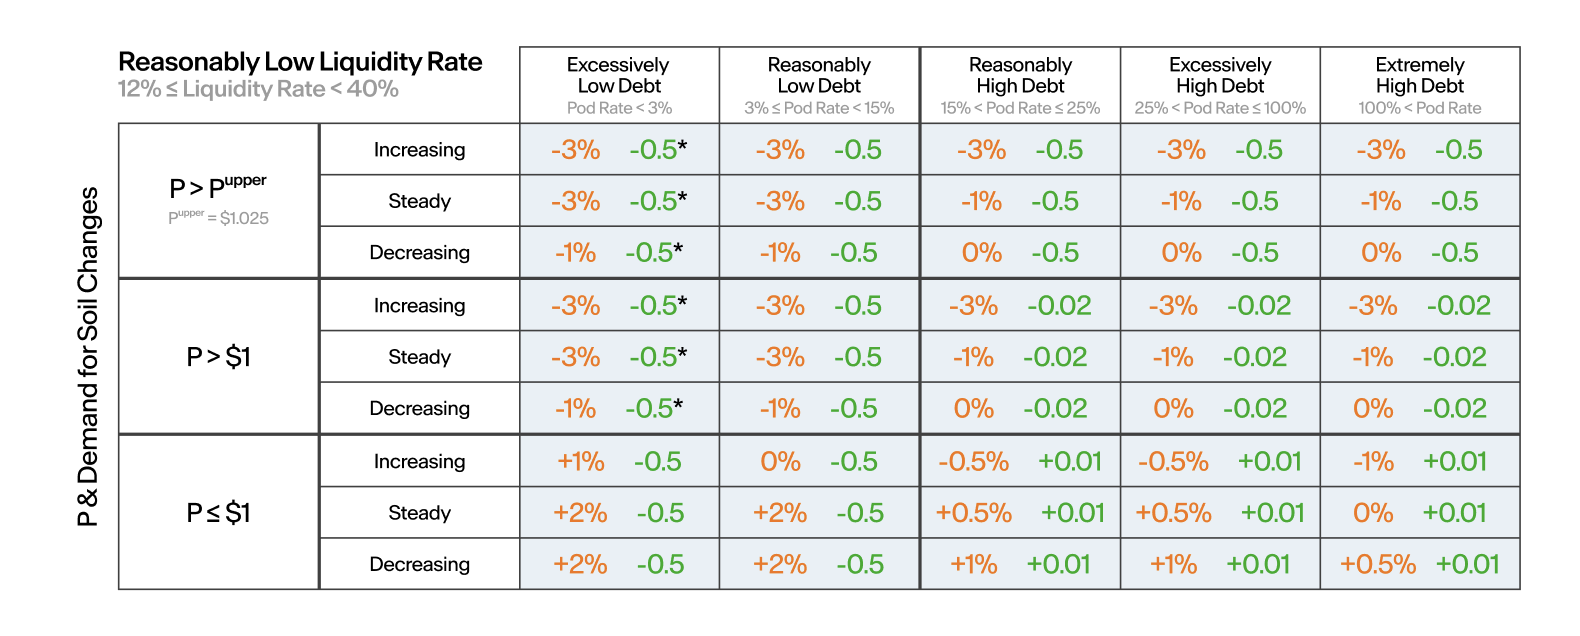 Reasonably Low Liquidity Rate
12% ≤ Liquidity Rate < 40%
Excessively Low Debt
Pod Rate < 3%
Reasonably Low Debt
3% ≤ Pod Rate < 15%
Reasonably High Debt
15% < Pod Rate ≤ 25%
Excessively High Debt
25% < Pod Rate ≤ 100%
Extremely High Debt
100% < Pod Rate
P & Demand for Soil Changes
P > Pupper
Pupper = $1.025
Increasing -3% -0.5* -3% -0.5 -3% -0.5 -3% -0.5 -3% -0.5
Steady -3% -0.5* -3% -0.5 -1% -0.5 -1% -0.5 -1% -0.5
Decreasing -1% -0.5* -1% -0.5 0% -0.5 0% -0.5 0% -0.5
P > $1
Increasing -3% -0.5* -3% -0.5 -3% -0.02 -3% -0.02 -3% -0.02
Steady -3% -0.5* -3% -0.5 -1% -0.02 -1% -0.02 -1% -0.02
Decreasing -1% -0.5* -1% -0.5 0% -0.02 0% -0.02 0% -0.02
P ≤ $1
Increasing +1% -0.5 0% -0.5 -0.5% +0.01 -0.5% +0.01 -1% +0.01
Steady +2% -0.5 +2% -0.5 +0.5% +0.01 +0.5% +0.01 0% +0.01
Decreasing +2% -0.5 +2% -0.5 +1% +0.01 +1% +0.01 +0.5% +0.01